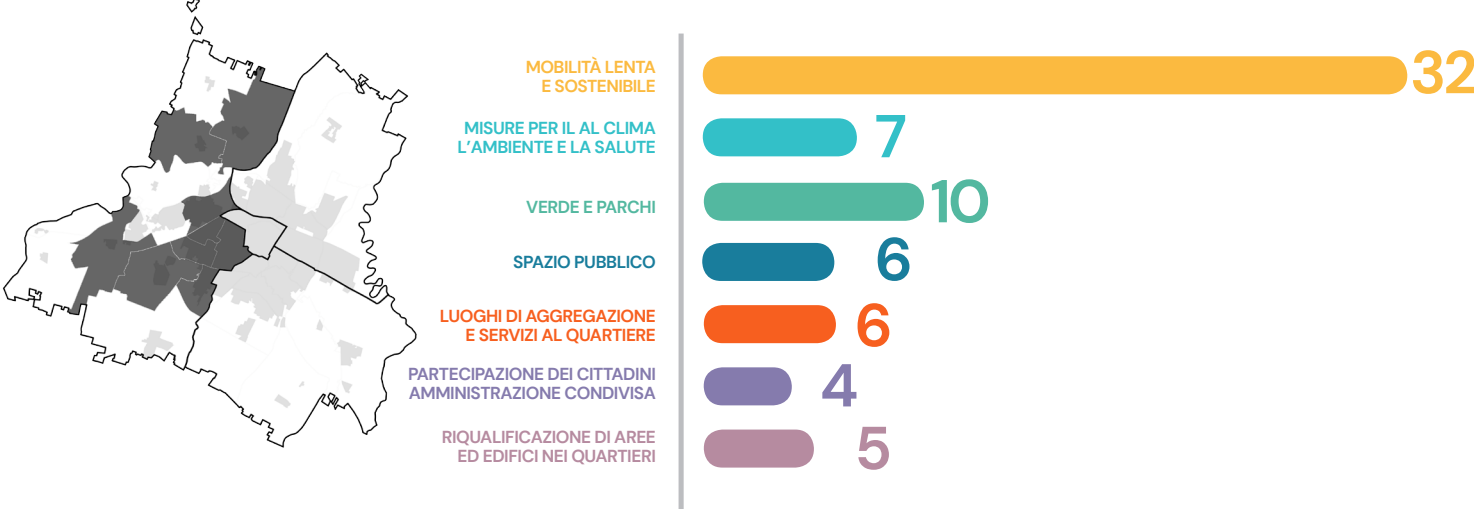 MOBILITÀ LENTA
E SOSTENIBILE
32
MISURE PER IL AL CLIMA
L'AMBIENTE E LA SALUTE
7
VERDE E PARCHI
10
SPAZIO PUBBLICO
6
LUOGHI DI AGGREGAZIONE
E SERVIZI AL QUARTIERE
6
PARTECIPAZIONE DEI CITTADINI
AMMINISTRAZIONE CONDIVISA
4
RIQUALIFICAZIONE DI AREE
ED EDIFICI NEI QUARTIERI
5